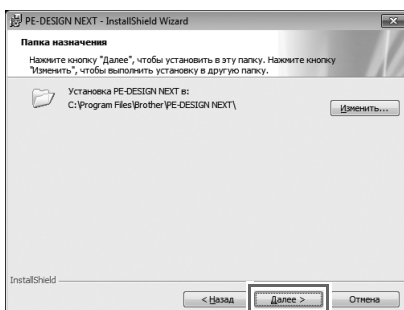 PE-DESIGN NEXT - InstallShield Wizard
Папка назначения
Нажмите кнопку "Далее", чтобы установить в эту папку. Нажмите кнопку
"Изменить", чтобы выполнить установку в другую папку.
Установка PE-DESIGN NEXT в:
C:\Program Files\Brother\PE-DESIGN NEXT\
Изменить...
InstallShield
< Назад
Далее >
Отмена